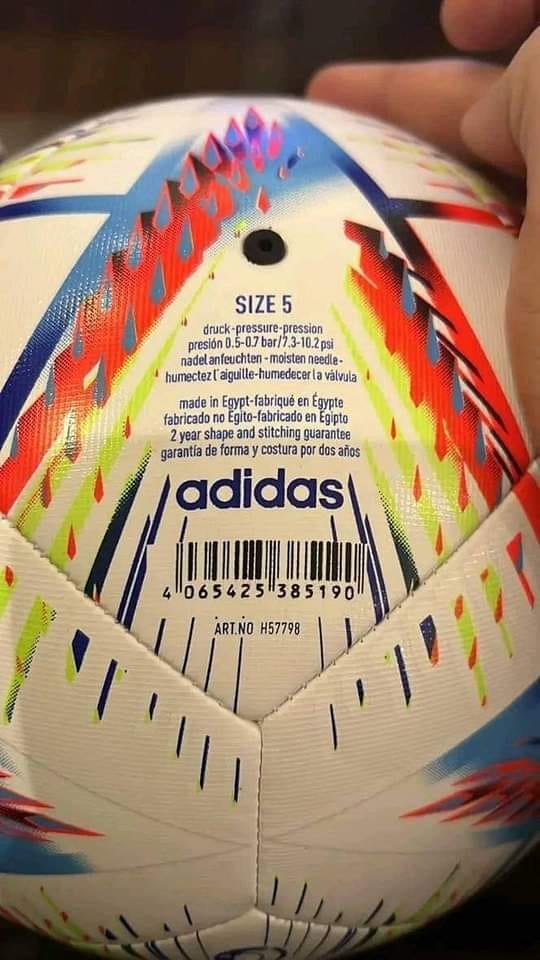 SIZE 5
druck-pressure-pression
presión 0.5-0.7 bar/7.3-10.2 psi
nadel anfeuchten - moisten needle-
humectez l'aiguille-humedecer la válvula
made in Egypt-fabriqué en Égypte
fabricado no Egito-fabricado en Egipto
2 year shape and stitching guarantee
garantía de forma y costura por dos años
adidas
4 065425 385190
ART.NO H57798